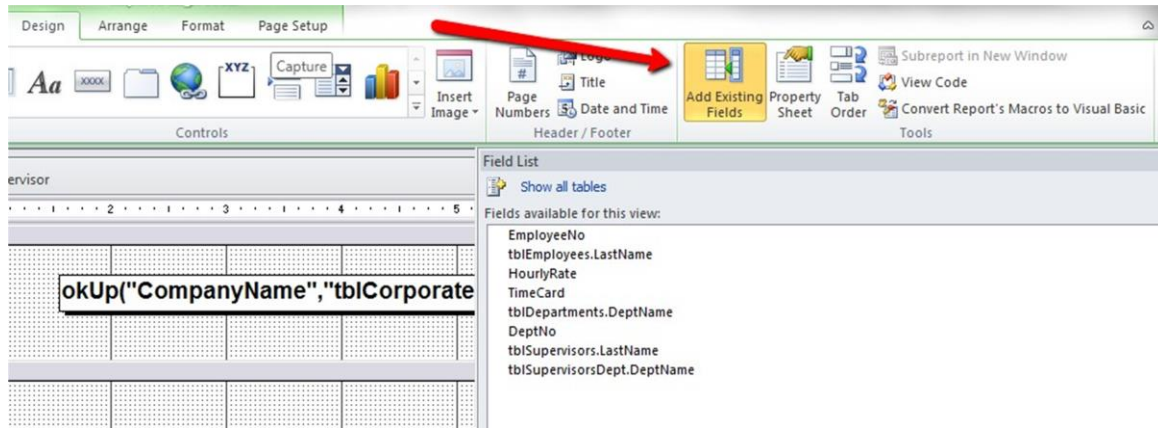 Design Arrange Format Page Setup
Aa XXXX XYZ Capture
Insert
Image
Controls
#
Page
Numbers
Logo
Title
Date and Time
Header / Footer
Add Existing
Fields
Property
Sheet
Tab
Order
Subreport in New Window
View Code
Convert Report's Macros to Visual Basic
Tools
ervisor
2 3 4 5
okUp("CompanyName","tblCorporate
Field List
Show all tables
Fields available for this view:
EmployeeNo
tblEmployees.LastName
HourlyRate
TimeCard
tblDepartments.DeptName
DeptNo
tblSupervisors.LastName
tblSupervisorsDept.DeptName